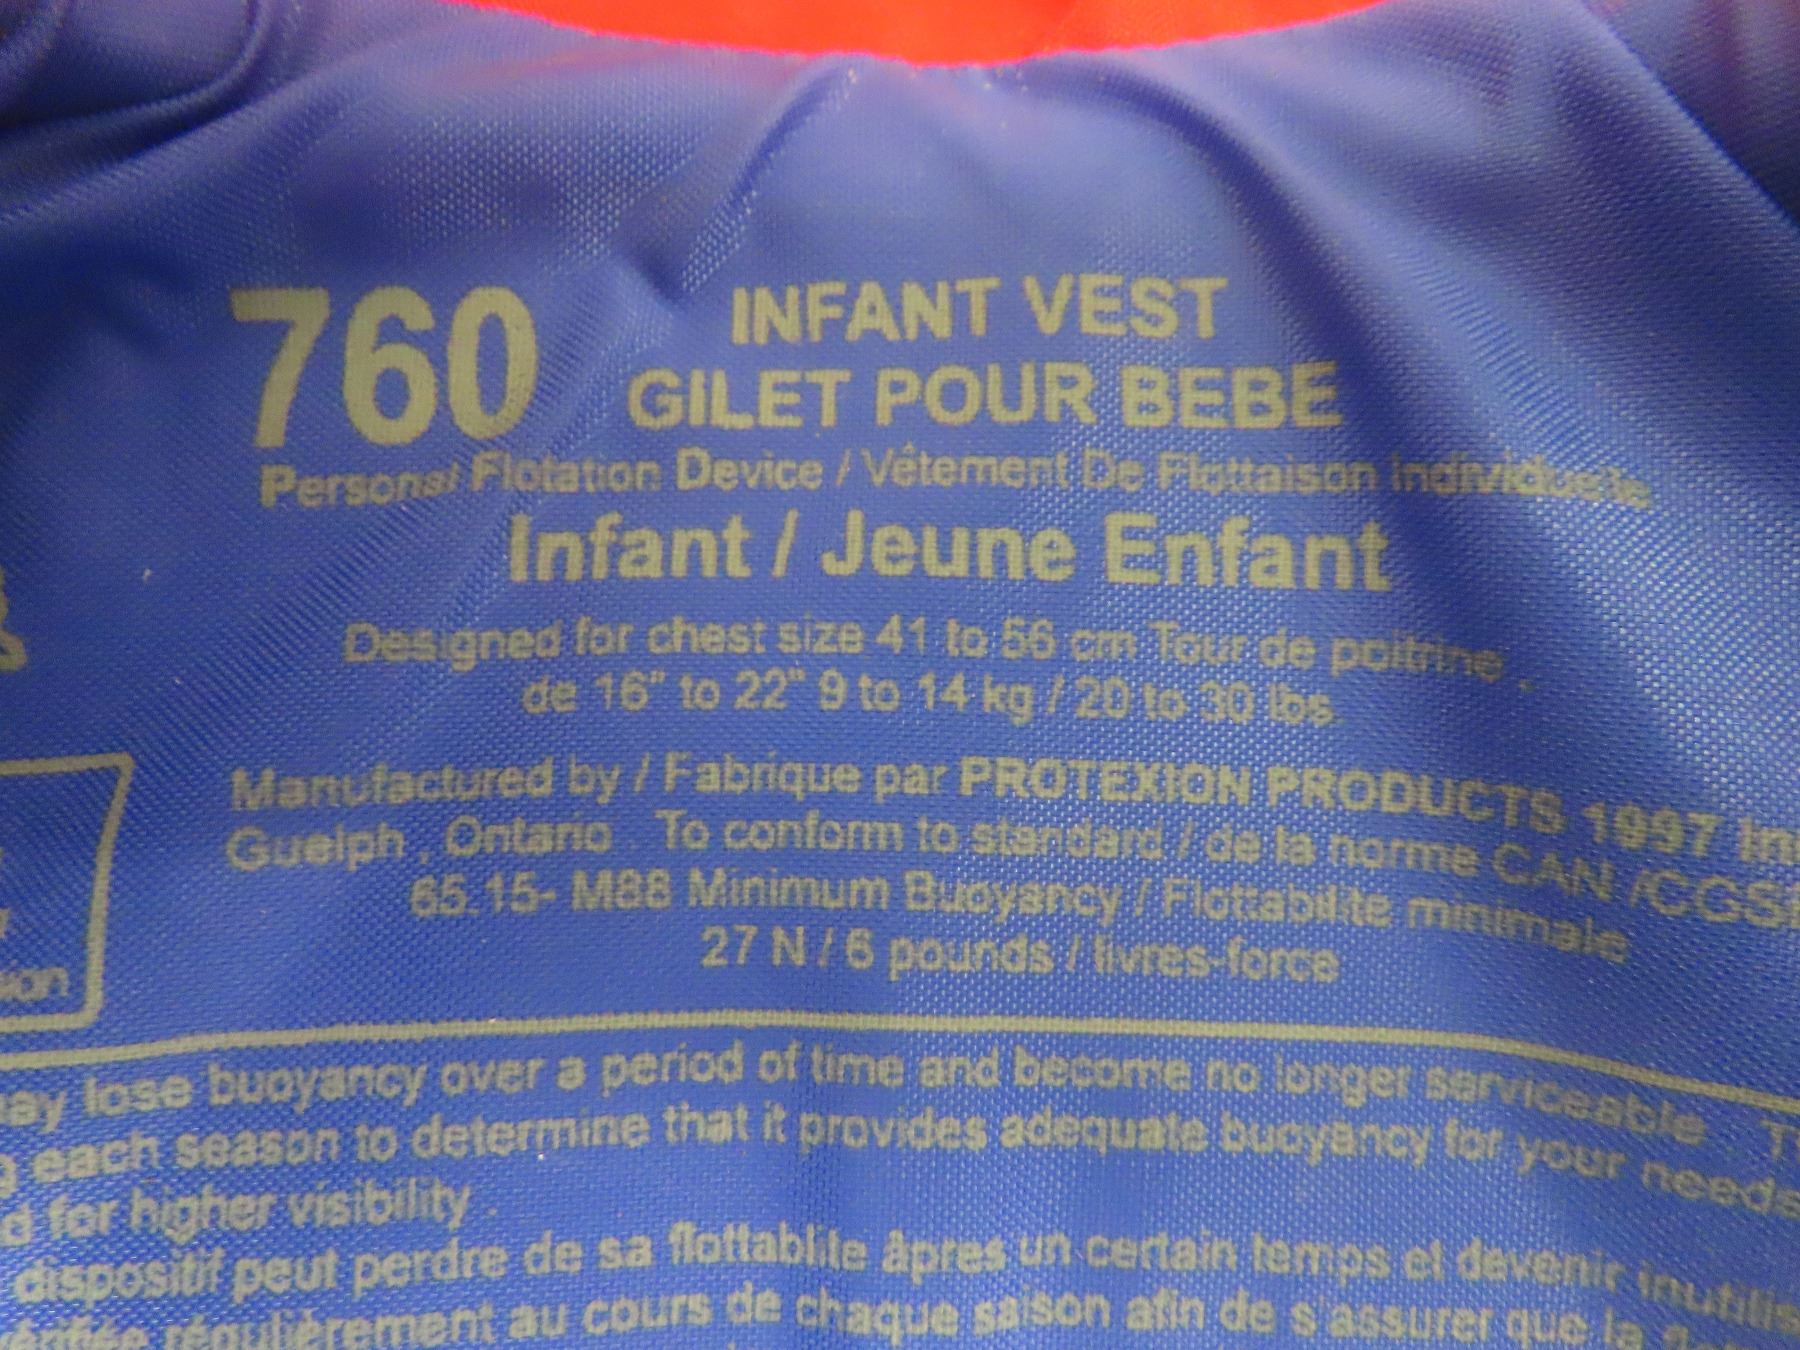 760
INFANT VEST
GILET POUR BEBE
Personal Flotation Device / Vêtement De Flottaison Individuelle
Infant / Jeune Enfant
Designed for chest size 41 to 56 cm Tour de poitrine .
de 16" to 22" 9 to 14 kg / 20 to 30 lbs.
Manufactured by / Fabrique par PROTEXION PRODUCTS 1997
Guelph , Ontario . To conform to standard / de la norme CAN /CGSB
65.15- M88 Minimum Buoyancy / Flottabilite minimale
27 N / 6 pounds / livres-force
lose buoyancy over a period of time and become no longer serviceable .
each season to determine that it provides adequate buoyancy for your needs
for higher visibility .
dispositif peut perdre de sa flottablite âpres un certain temps et devenir
régulièrement au cours de chaque saison afin de s'assurer que la